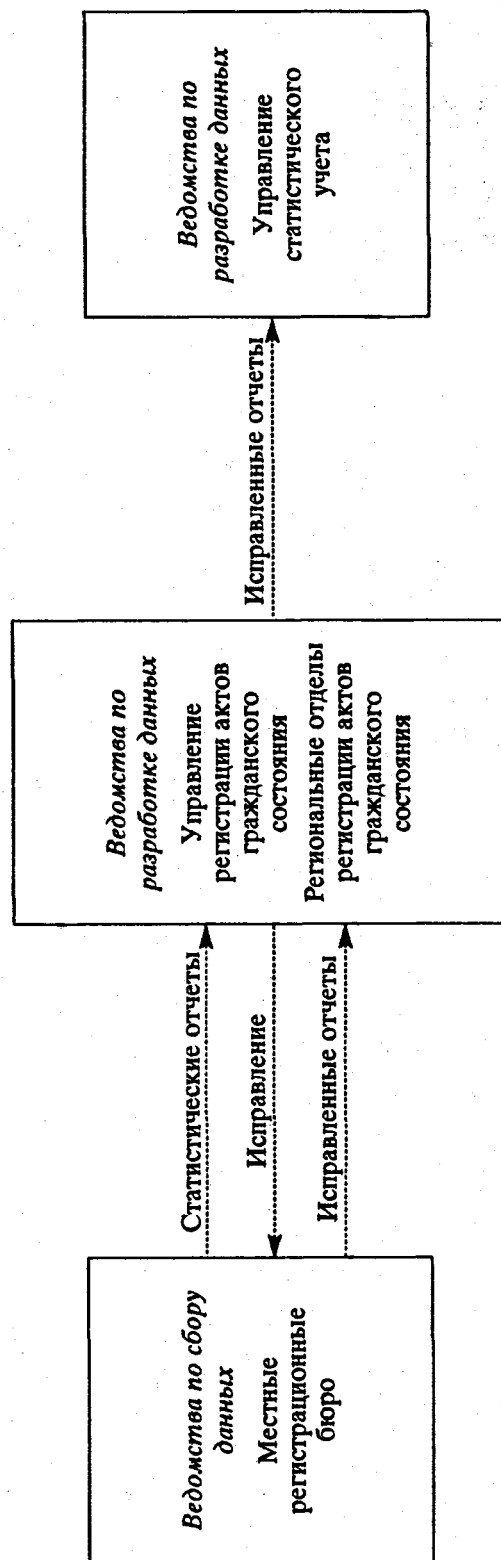 Ведомства по сбору
данных
Местные
регистрационные
бюро
Статистические отчеты
Исправление
Исправленные отчеты
Ведомства по
разработке данных
Управление
регистрации актов
гражданского
состояния
Региональные отделы
регистрации актов
гражданского
состояния
Исправленные отчеты
Ведомства по
разработке данных
Управление
статистического
учета